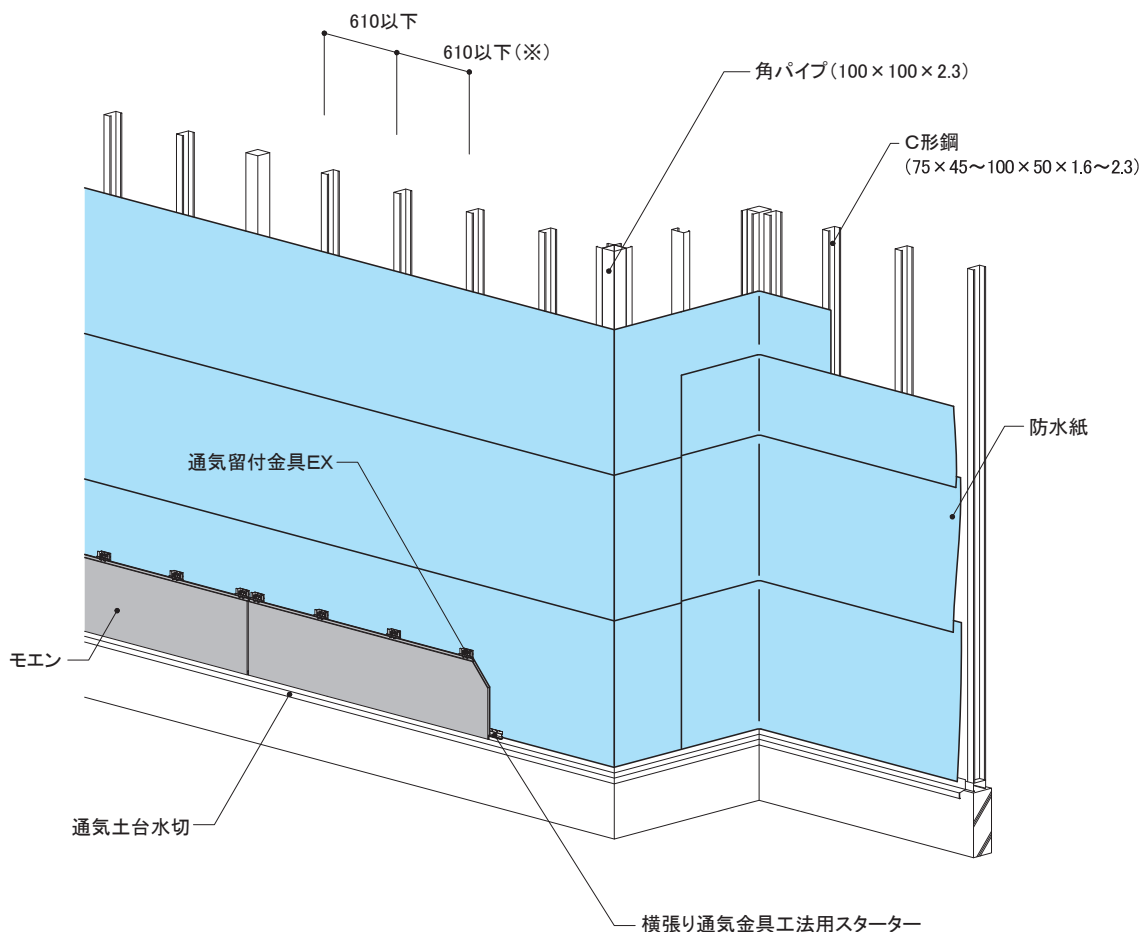 610以下
610以下(※)
角パイプ(100×100×2.3)
C形鋼
(75×45～100×50×1.6～2.3)
防水紙
通気留付金具EX
モエン
通気土台水切
横張り通気金具工法用スターター